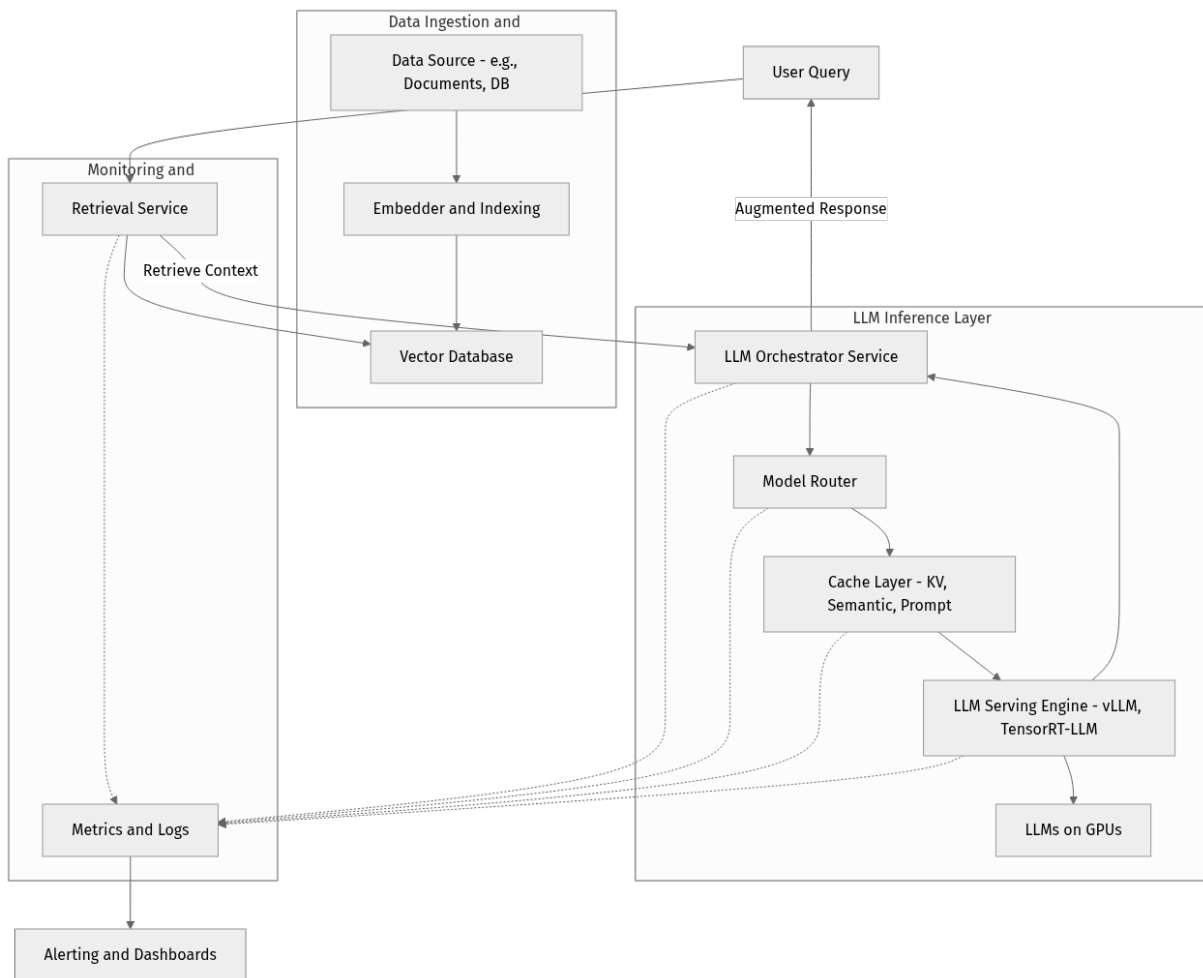 Data Ingestion and
Data Source - e.g.,
Documents, DB
User Query
Monitoring and
Retrieval Service
Embedder and Indexing
Augmented Response
Retrieve Context
LLM Inference Layer
Vector Database
LLM Orchestrator Service
Model Router
Cache Layer - KV,
Semantic, Prompt
LLM Serving Engine - vLLM,
TensorRT-LLM
Metrics and Logs
LLMs on GPUs
Alerting and Dashboards